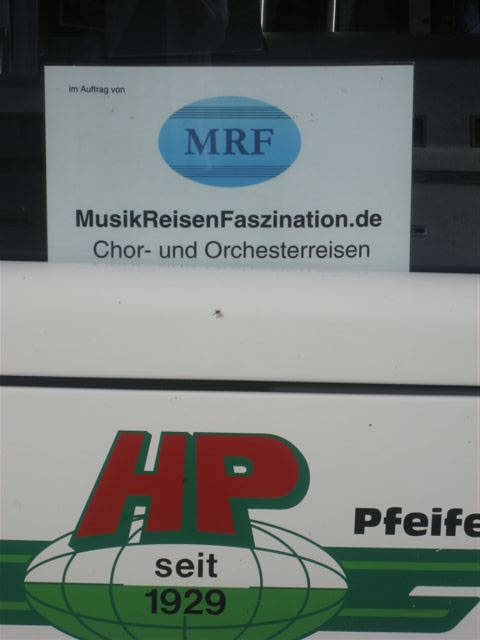 im Auftrag von
MRF
MusikReisenFaszination.de
Chor- und Orchesterreisen
HP
Pfeife
seit
1929